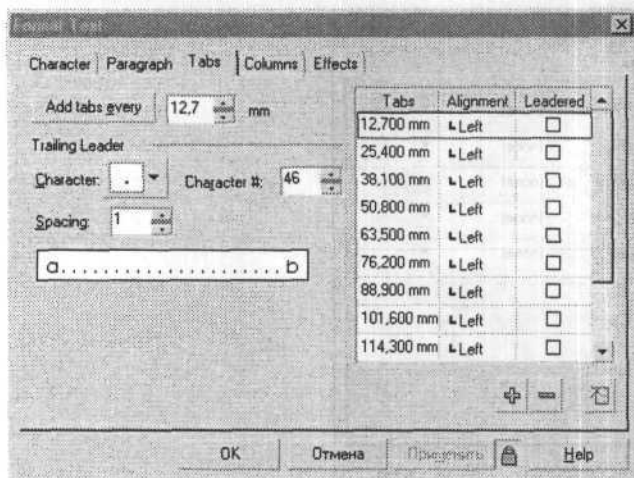 Format Text
Character Paragraph Tabs Columns Effects
Add tabs every 12,7 mm
Trailing Leader
Character: . Character #: 46
Spacing: 1
a......................b
Tabs Alignment Leadered
12,700 mm Left
25,400 mm Left
38,100 mm Left
50,800 mm Left
63,500 mm Left
76,200 mm Left
88,900 mm Left
101,600 mm Left
114,300 mm Left
OK Отмена Применить Help